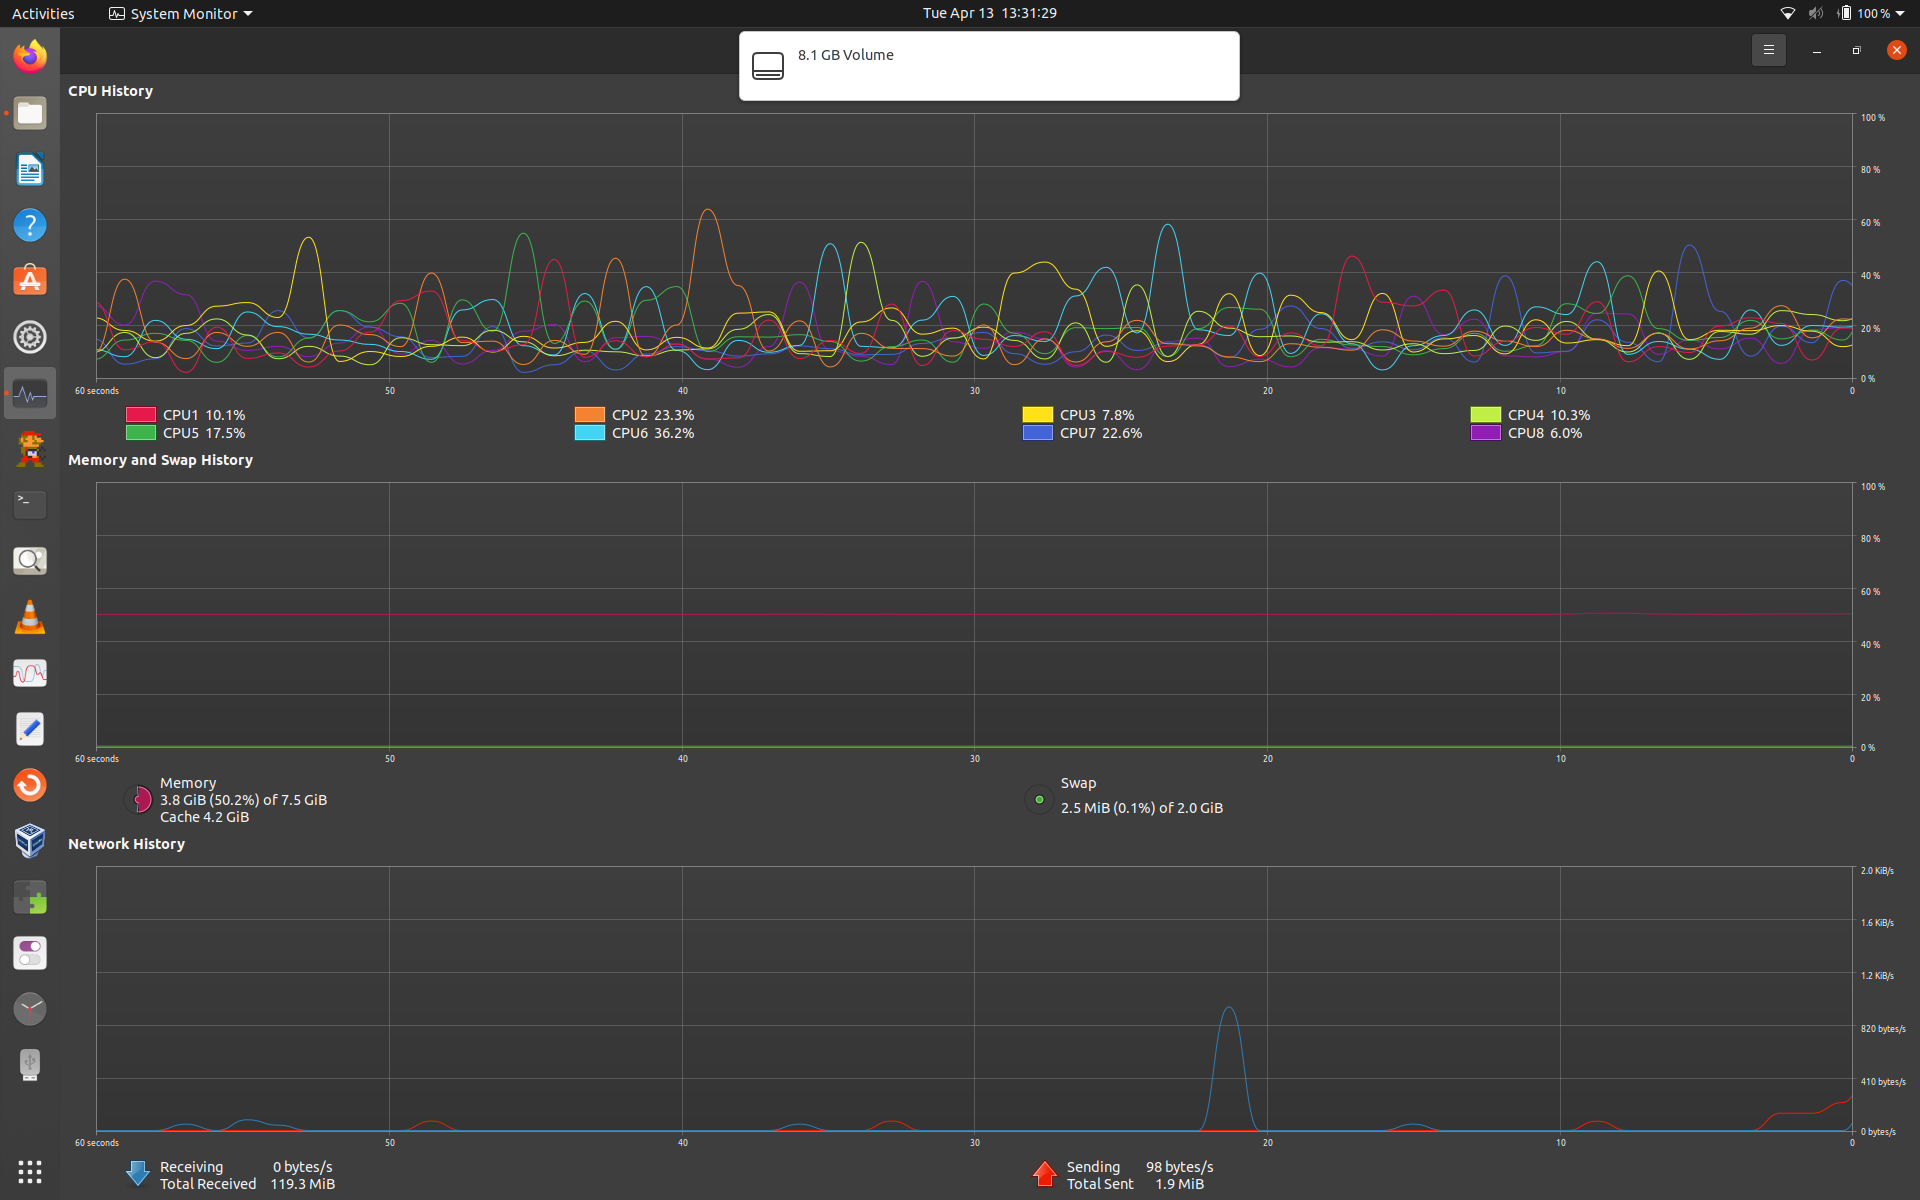 Activities System Monitor Tue Apr 13 13:31:29 100 %
8.1 GB Volume
CPU History
100 %
80 %
60 %
40 %
20 %
0 %
60 seconds 50 40 30 20 10 0
CPU1 10.1% CPU2 23.3% CPU3 7.8% CPU4 10.3%
CPU5 17.5% CPU6 36.2% CPU7 22.6% CPU8 6.0%
Memory and Swap History
100 %
80 %
60 %
40 %
20 %
0 %
60 seconds 50 40 30 20 10 0
Memory
3.8 GiB (50.2%) of 7.5 GiB
Cache 4.2 GiB
Swap
2.5 MiB (0.1%) of 2.0 GiB
Network History
2.0 KiB/s
1.6 KiB/s
1.2 KiB/s
820 bytes/s
410 bytes/s
0 bytes/s
60 seconds 50 40 30 20 10 0
Receiving 0 bytes/s
Total Received 119.3 MiB
Sending 98 bytes/s
Total Sent 1.9 MiB